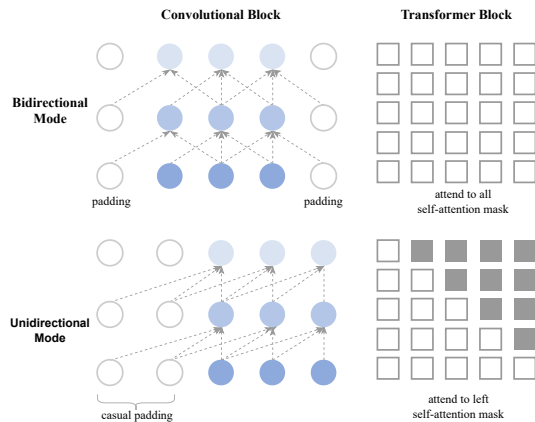 Convolutional Block
Transformer Block
Bidirectional
Mode
padding
padding
attend to all
self-attention mask
Unidirectional
Mode
casual padding
attend to left
self-attention mask